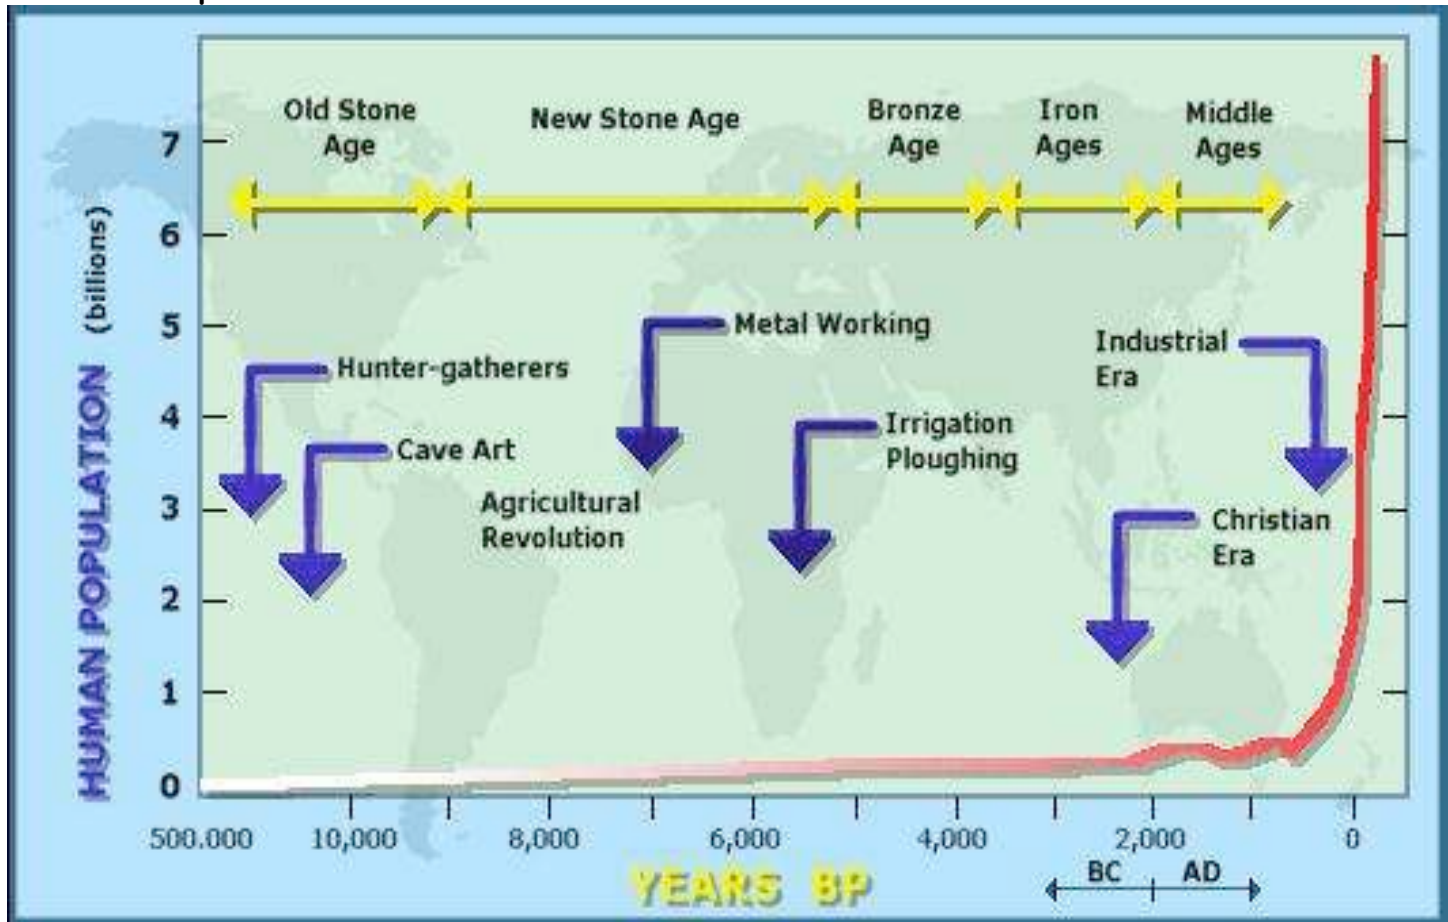 Old Stone
Age
New Stone Age
Bronze
Age
Iron
Ages
Middle
Ages
7
6
5
4
3
2
1
0
HUMAN POPULATION (billions)
Hunter-gatherers
Cave Art
Agricultural
Revolution
Metal Working
Irrigation
Ploughing
Industrial
Era
Christian
Era
500.000 10,000 8,000 6,000 4,000 2,000 0
YEARS BP
BC AD